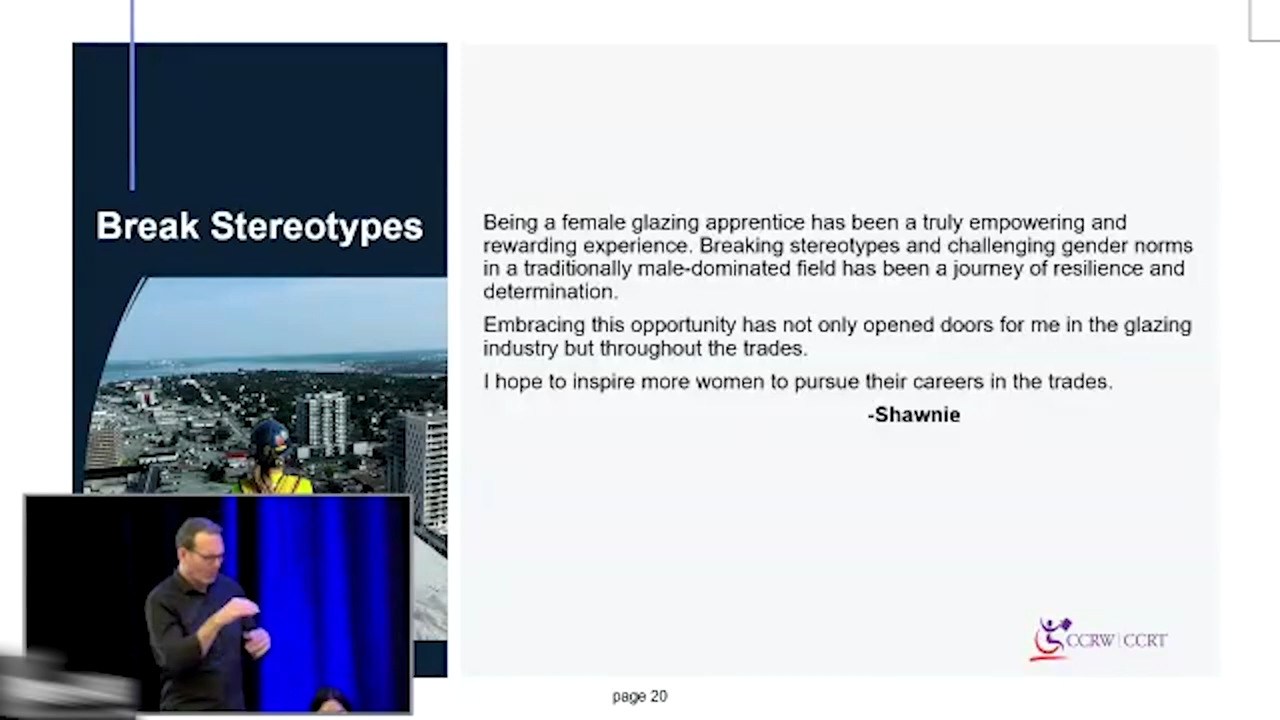 Break Stereotypes
Being a female glazing apprentice has been a truly empowering and
rewarding experience. Breaking stereotypes and challenging gender norms
in a traditionally male-dominated field has been a journey of resilience and
determination.
Embracing this opportunity has not only opened doors for me in the glazing
industry but throughout the trades.
I hope to inspire more women to pursue their careers in the trades.
-Shawnie
CCRW | CCRT
page 20